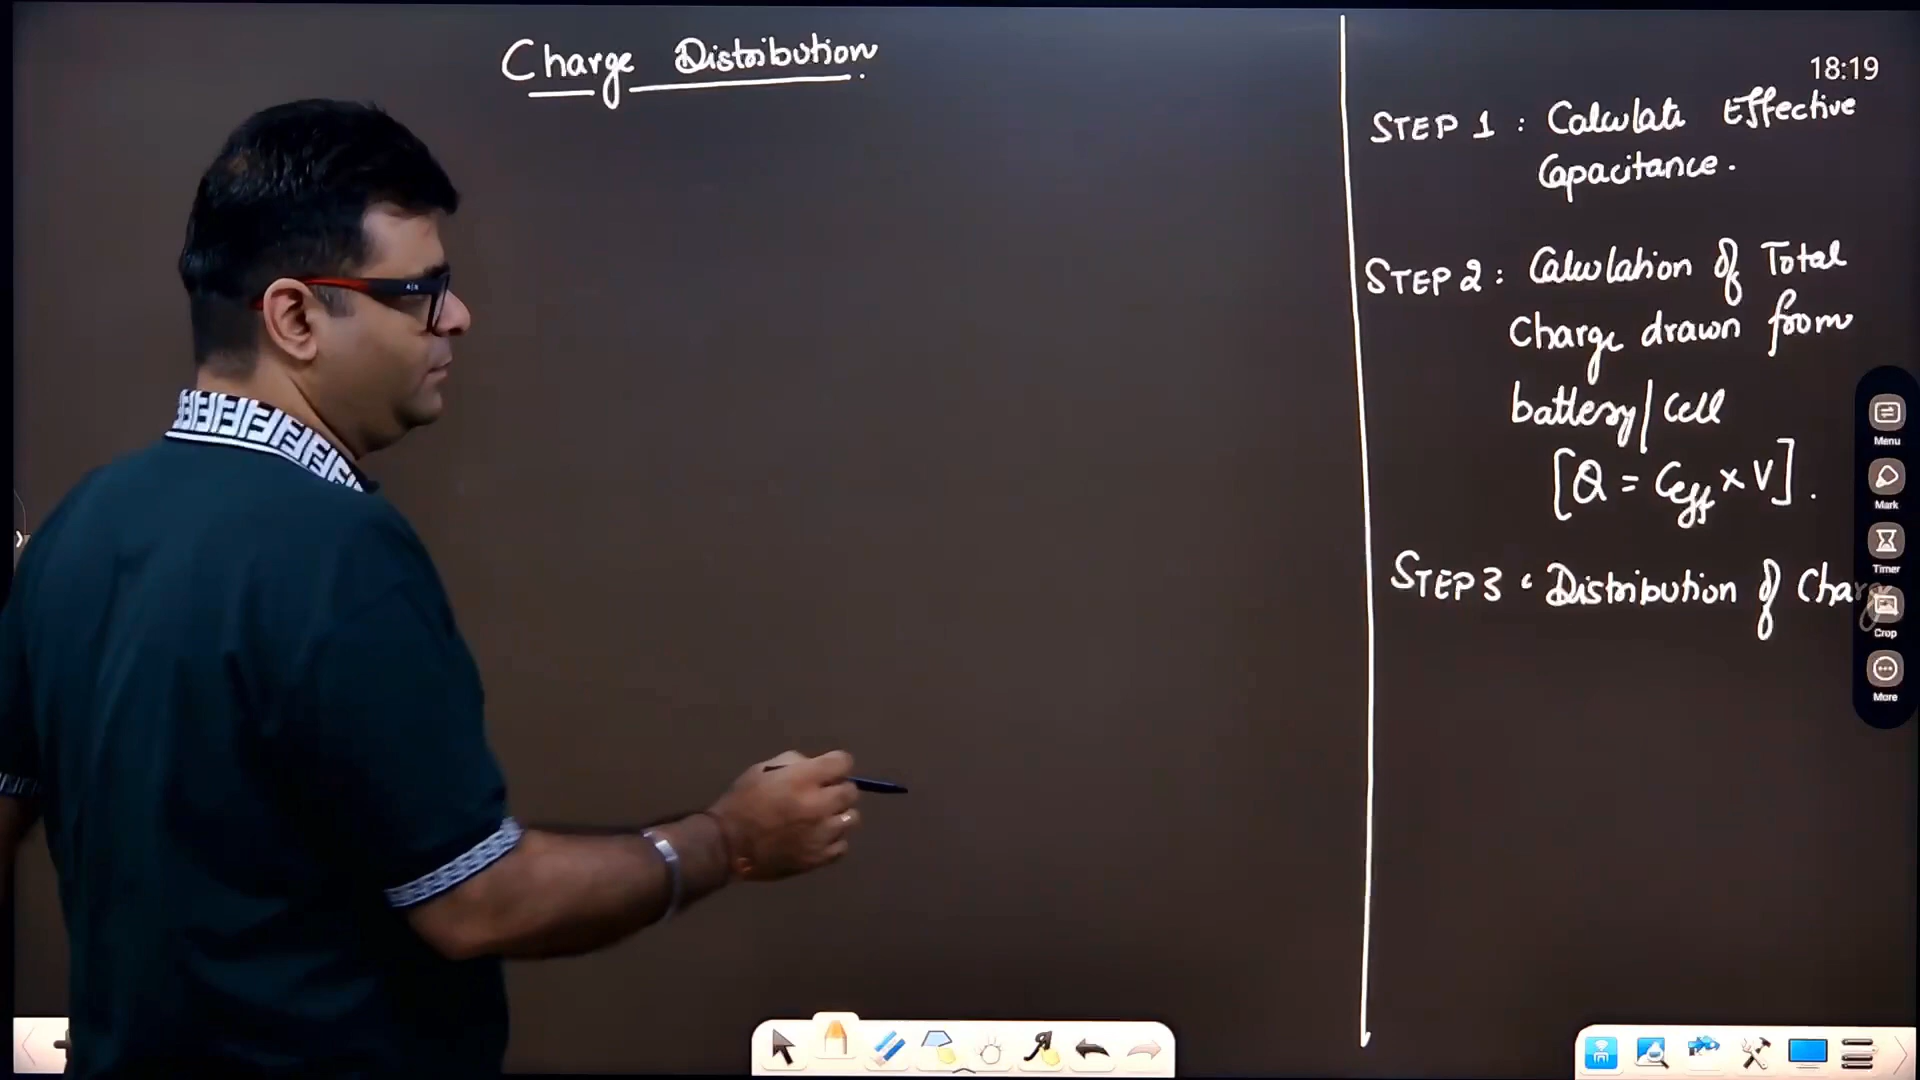 Charge Distribution.
18:19
STEP 1 : Calculate Effective
Capacitance.
STEP 2 : Calculation of Total
Charge drawn from
battery/cell
[Q = Ceff × V].
STEP 3 : Distribution of Charge
Menu
Mark
Timer
Crop
More